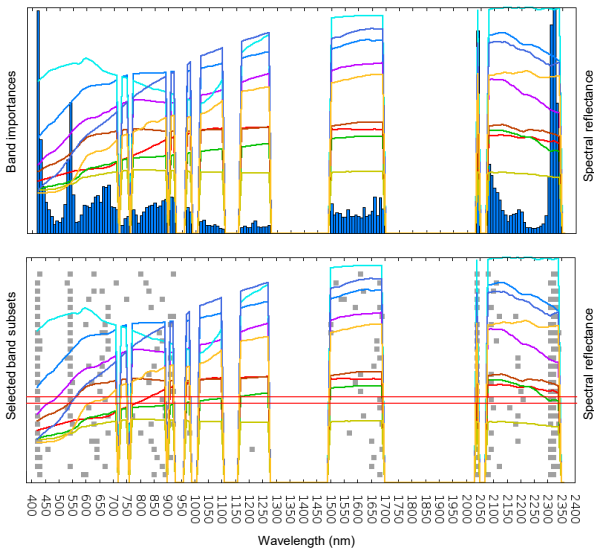 Band importances
Spectral reflectance
Selected band subsets
Spectral reflectance
400 450 500 550 600 650 700 750 800 850 900 950 1000 1050 1100 1150 1200 1250 1300 1350 1400 1450 1500 1550 1600 1650 1700 1750 1800 1850 1900 1950 2000 2050 2100 2150 2200 2250 2300 2350 2400
Wavelength (nm)